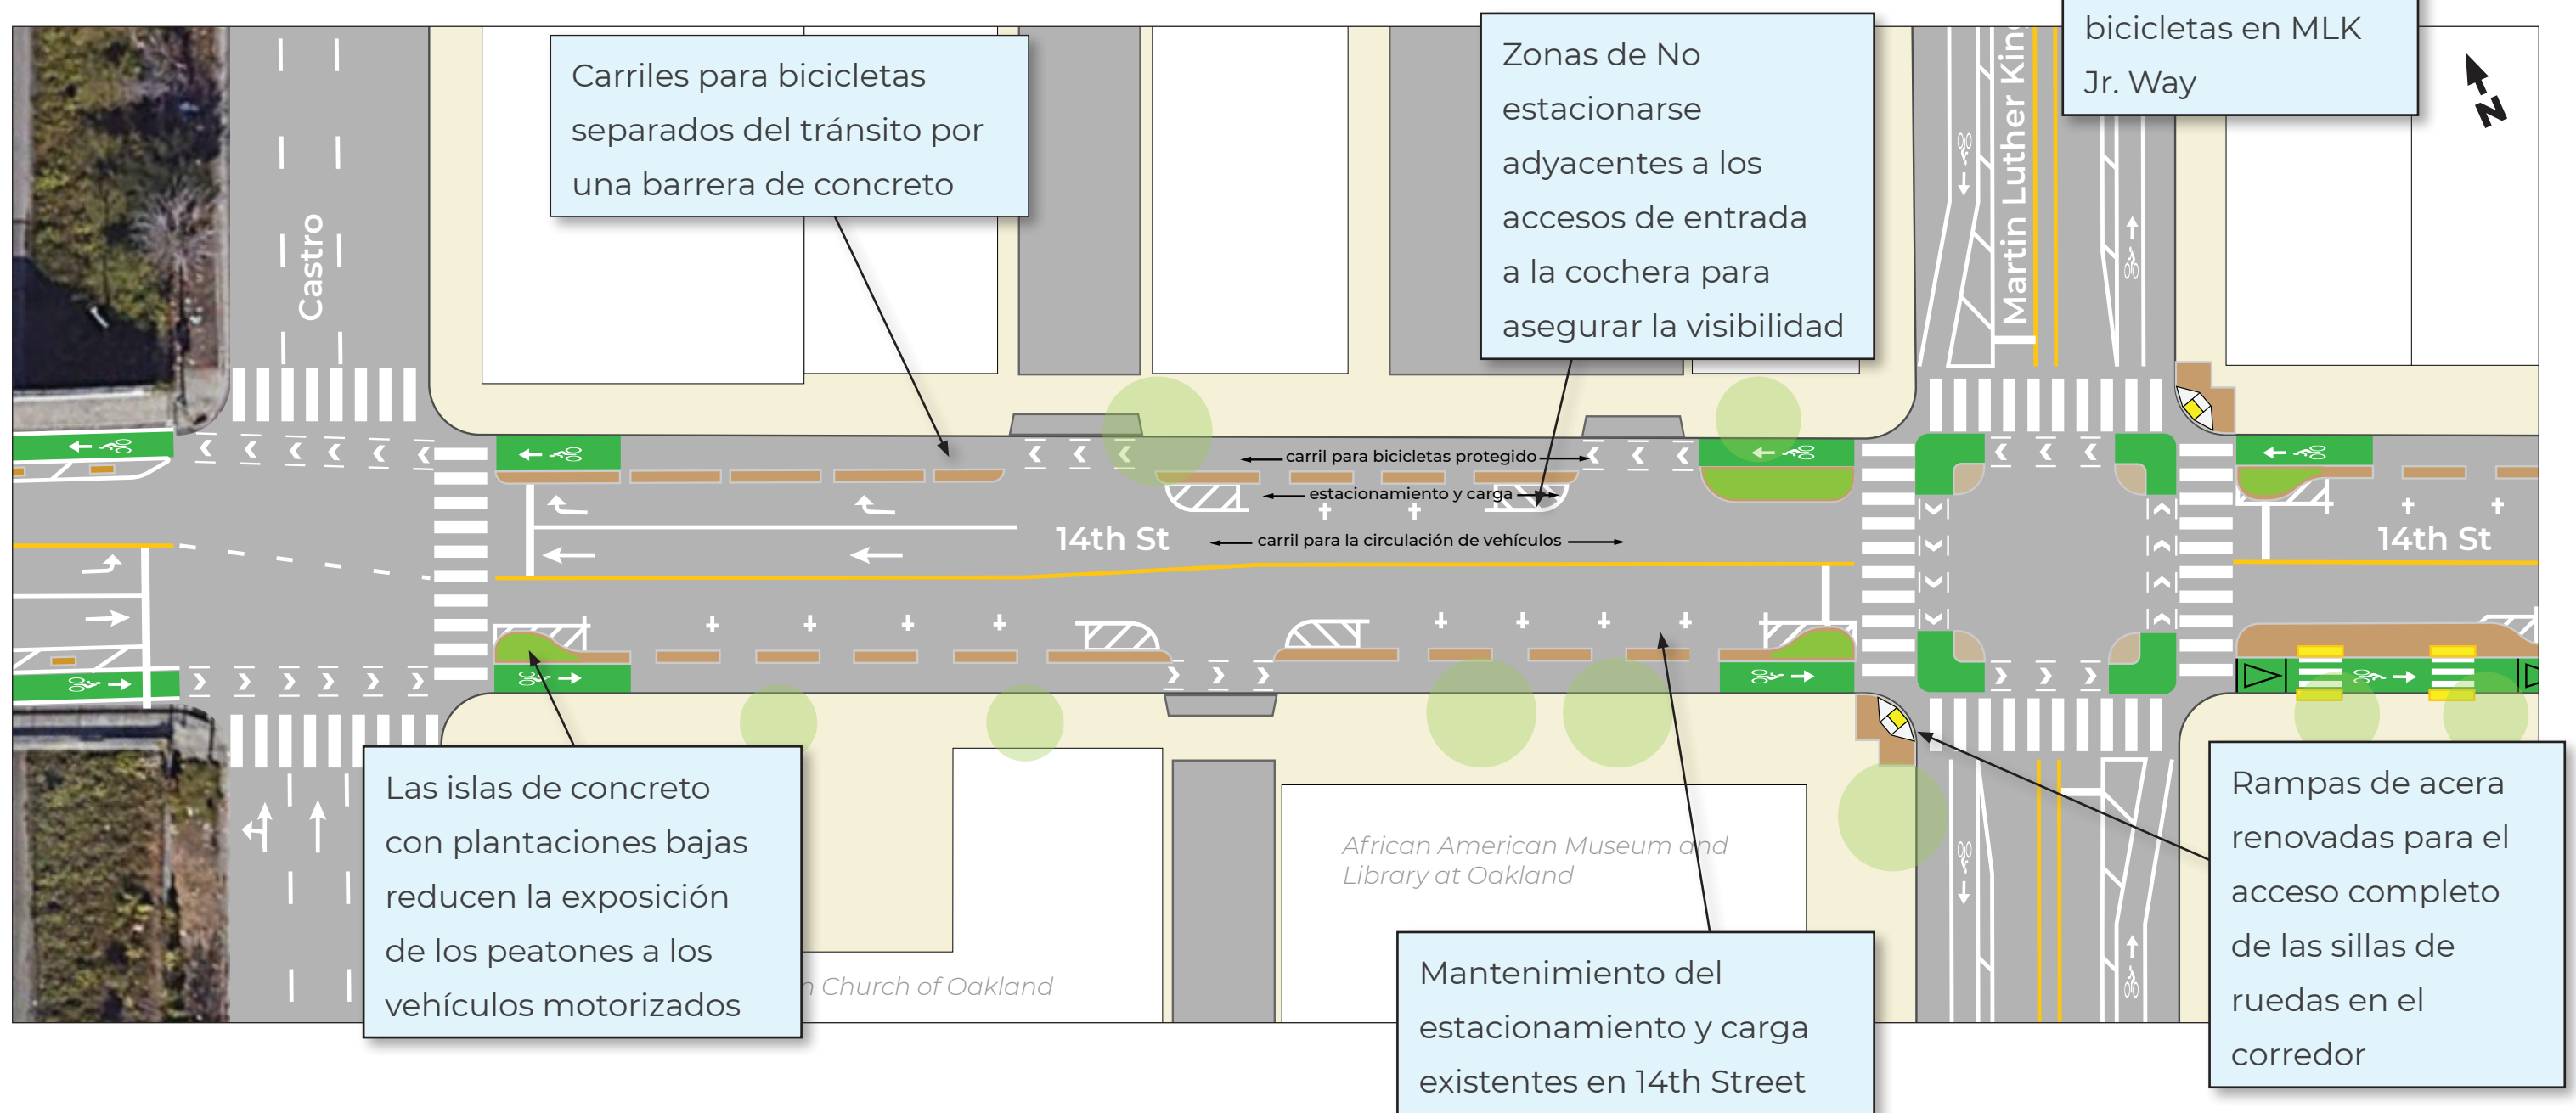 bicicletas en MLK
Jr. Way
N
Carriles para bicicletas
separados del tránsito por
una barrera de concreto
Zonas de No
estacionarse
adyacentes a los
accesos de entrada
a la cochera para
asegurar la visibilidad
Castro
Martin Luther King
carril para bicicletas protegido
estacionamiento y carga
14th St
carril para la circulación de vehículos
14th St
Las islas de concreto
con plantaciones bajas
reducen la exposición
de los peatones a los
vehículos motorizados
African American Museum and
Library at Oakland
Church of Oakland
Mantenimiento del
estacionamiento y carga
existentes en 14th Street
Rampas de acera
renovadas para el
acceso completo
de las sillas de
ruedas en el
corredor